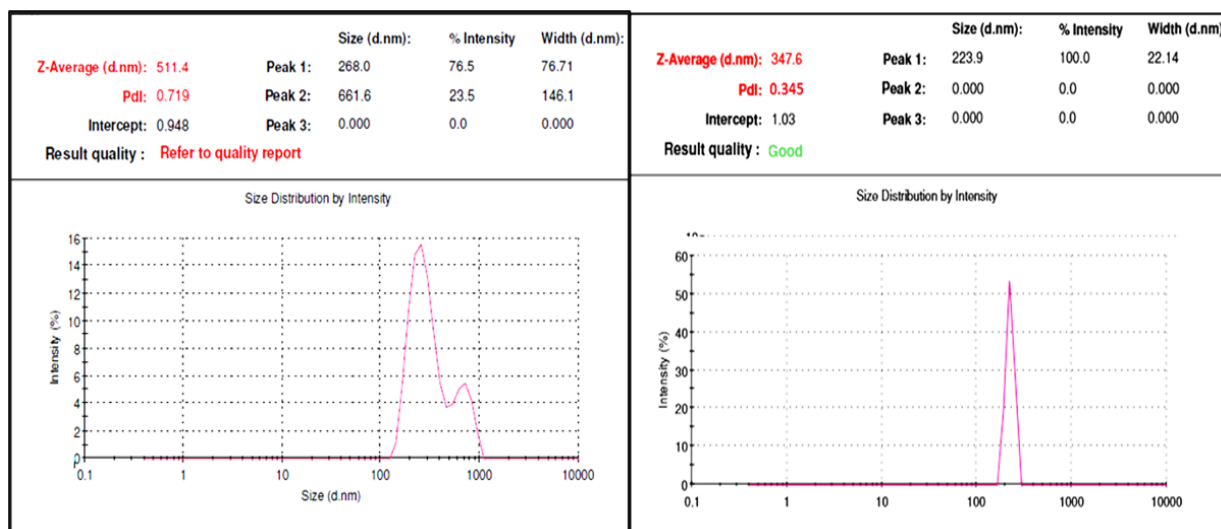 Size (d.nm): % Intensity Width (d.nm):
Z-Average (d.nm): 511.4 Peak 1: 268.0 76.5 76.71
PdI: 0.719 Peak 2: 661.6 23.5 146.1
Intercept: 0.948 Peak 3: 0.000 0.0 0.000
Result quality : Refer to quality report
Size Distribution by Intensity
16
14
12
10
8
6
4
2
0
Intensity (%)
0.1 1 10 100 1000 10000
Size (d.nm)
Size (d.nm): % Intensity Width (d.nm):
Z-Average (d.nm): 347.6 Peak 1: 223.9 100.0 22.14
PdI: 0.345 Peak 2: 0.000 0.0 0.000
Intercept: 1.03 Peak 3: 0.000 0.0 0.000
Result quality : Good
Size Distribution by Intensity
60
50
40
30
20
10
0
Intensity (%)
0.1 1 10 100 1000 10000